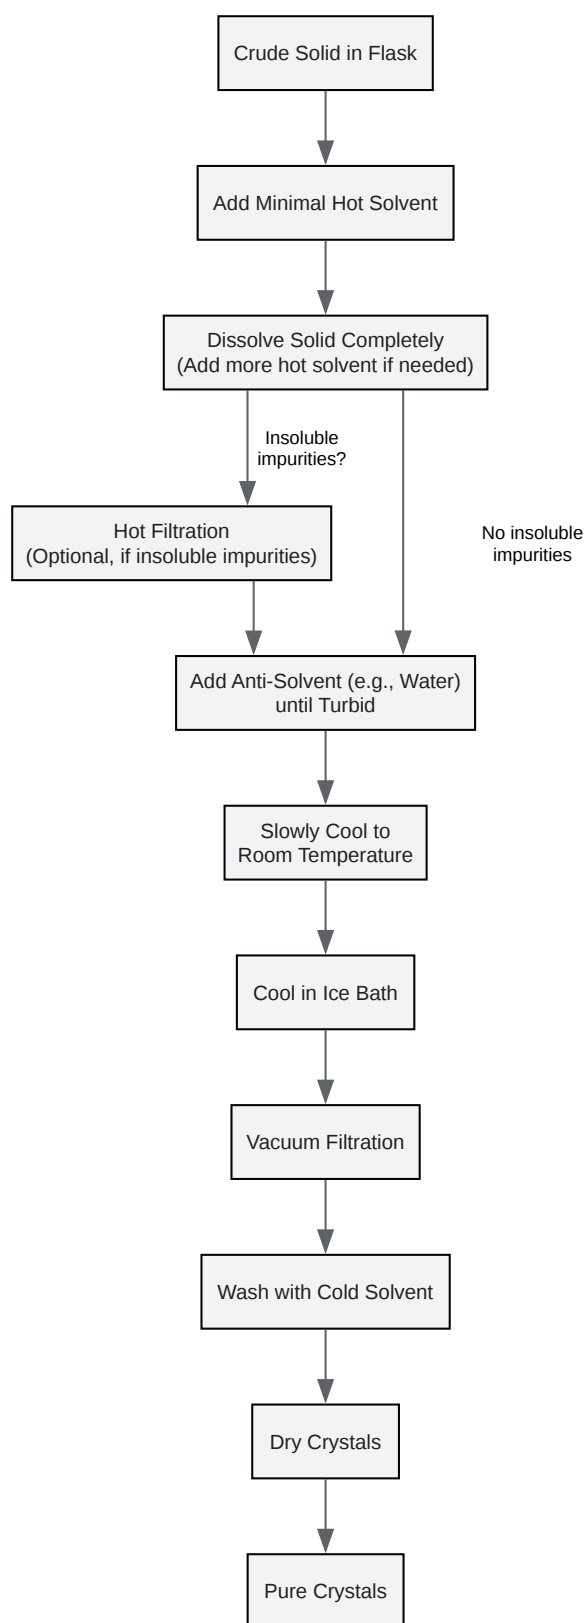 Crude Solid in Flask
Add Minimal Hot Solvent
Dissolve Solid Completely
(Add more hot solvent if needed)
Insoluble
impurities?
Hot Filtration
(Optional, if insoluble impurities)
No insoluble
impurities
Add Anti-Solvent (e.g., Water)
until Turbid
Slowly Cool to
Room Temperature
Cool in Ice Bath
Vacuum Filtration
Wash with Cold Solvent
Dry Crystals
Pure Crystals